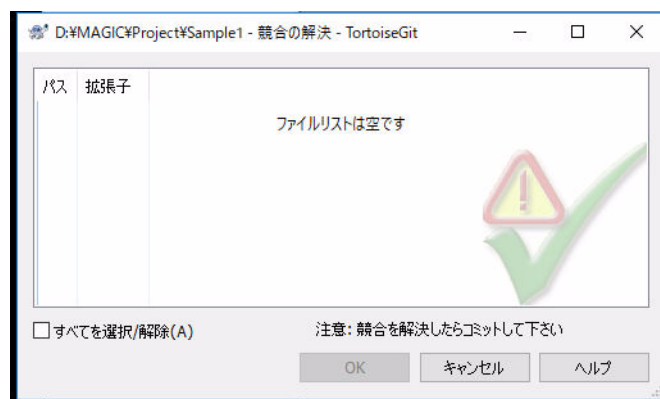 D:¥MAGIC¥Project¥Sample1 - 競合の解決 - TortoiseGit
パス 拡張子
ファイルリストは空です
すべてを選択/解除(A)
注意: 競合を解決したらコミットして下さい
OK キャンセル ヘルプ